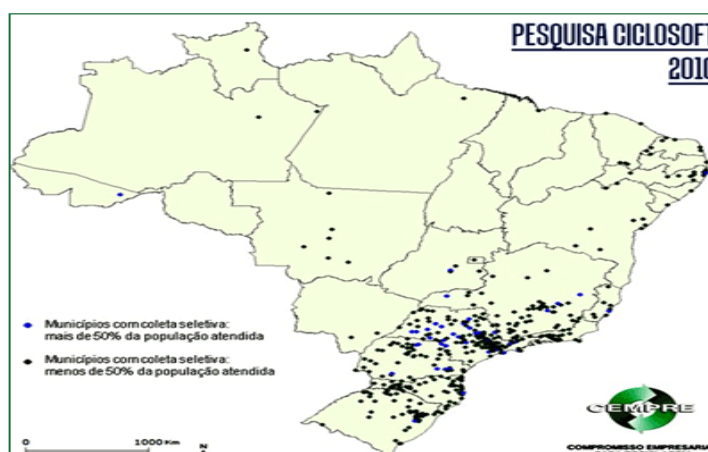 PESQUISA CICLOSOFT
2010
Municípios com coleta seletiva:
mais de 50% da população atendida
Municípios com coleta seletiva:
menos de 50% da população atendida
0
1000 Km
N
CEMPRE
COMPROMISSO EMPRESARIA